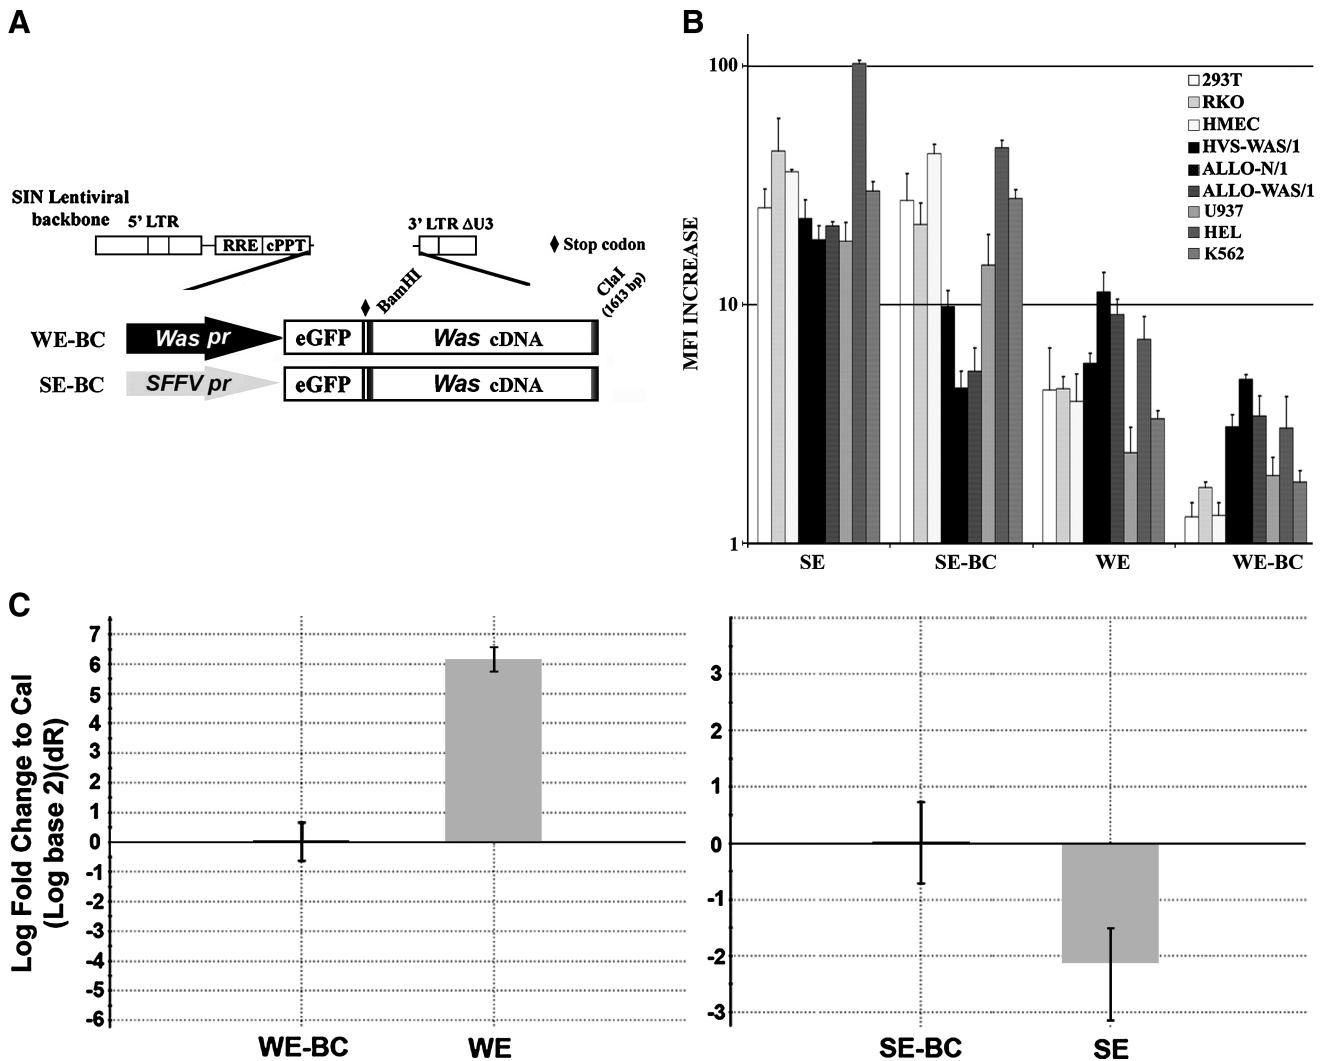 A
SIN Lentiviral
backbone
5' LTR
RRE cPPT
3' LTR ΔU3
Stop codon
BamHI
ClaI
(1613 bp)
WE-BC
Was pr
eGFP
Was cDNA
SE-BC
SFFV pr
eGFP
Was cDNA
B
MFI INCREASE
100
10
1
293T
RKO
HMEC
HVS-WAS/1
ALLO-N/1
ALLO-WAS/1
U937
HEL
K562
SE
SE-BC
WE
WE-BC
C
Log Fold Change to Cal
(Log base 2)(dR)
7
6
5
4
3
2
1
0
-1
-2
-3
-4
-5
-6
WE-BC
WE
3
2
1
0
-1
-2
-3
SE-BC
SE